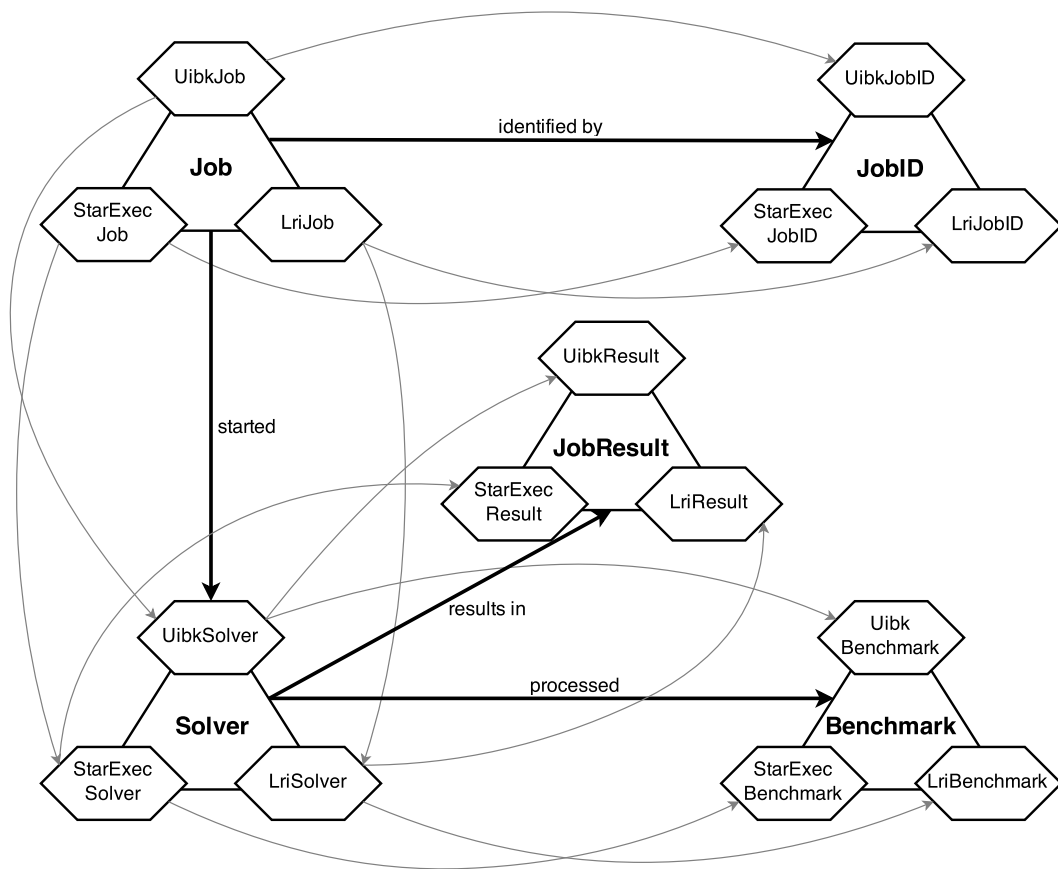 UibkJob
UibkJobID
identified by
Job
JobID
StarExec
Job
LriJob
StarExec
JobID
LriJobID
UibkResult
started
JobResult
StarExec
Result
LriResult
results in
UibkSolver
Uibk
Benchmark
processed
Solver
Benchmark
StarExec
Solver
LriSolver
StarExec
Benchmark
LriBenchmark